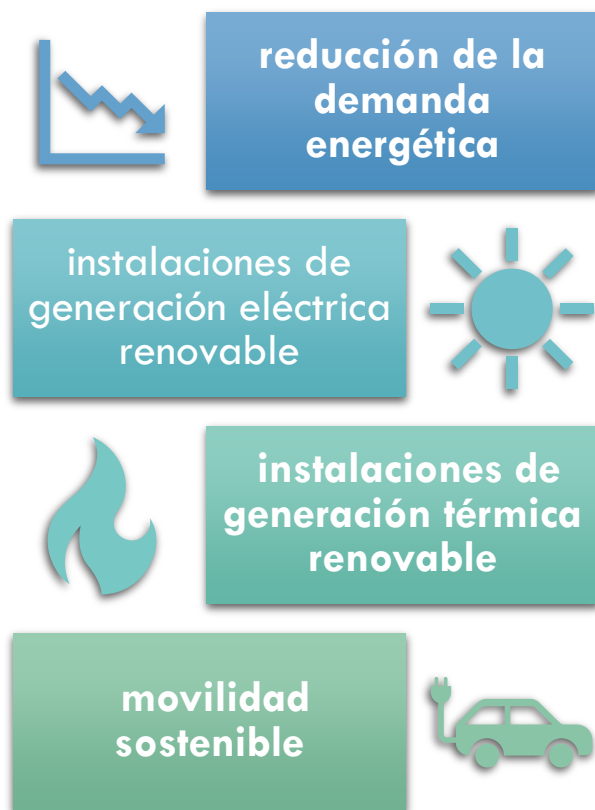 reducción de la
demanda
energética
instalaciones de
generación eléctrica
renovable
instalaciones de
generación térmica
renovable
movilidad
sostenible